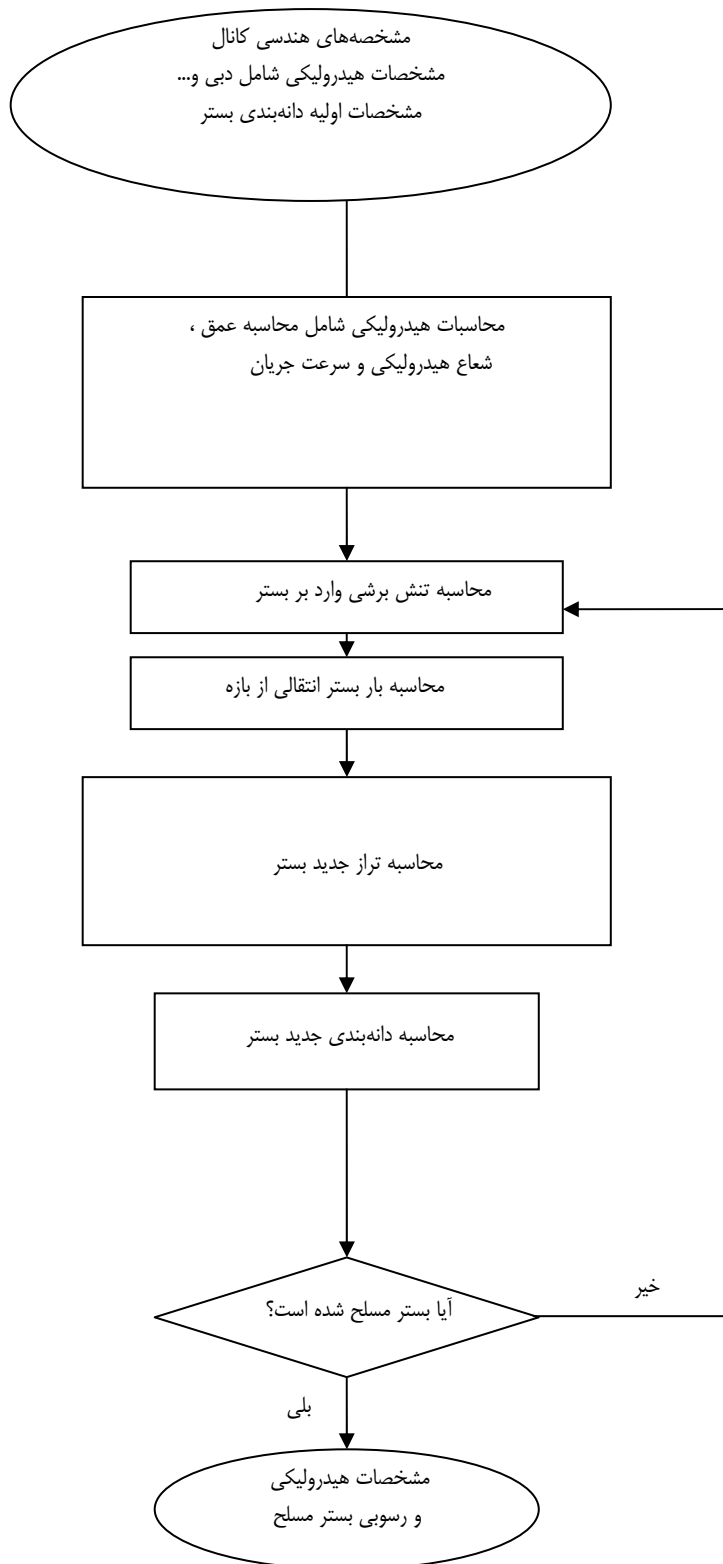 مشخصه‌های هندسی کانال
مشخصات هیدرولیکی شامل دبی و...
مشخصات اولیه دانه‌بندی بستر
محاسبات هیدرولیکی شامل محاسبه عمق ،
شعاع هیدرولیکی و سرعت جریان
محاسبه تنش برشی وارد بر بستر
محاسبه بار بستر انتقالی از بازه
محاسبه تراز جدید بستر
محاسبه دانه‌بندی جدید بستر
آیا بستر مسلح شده است؟
خیر
بلی
مشخصات هیدرولیکی
و رسوبی بستر مسلح